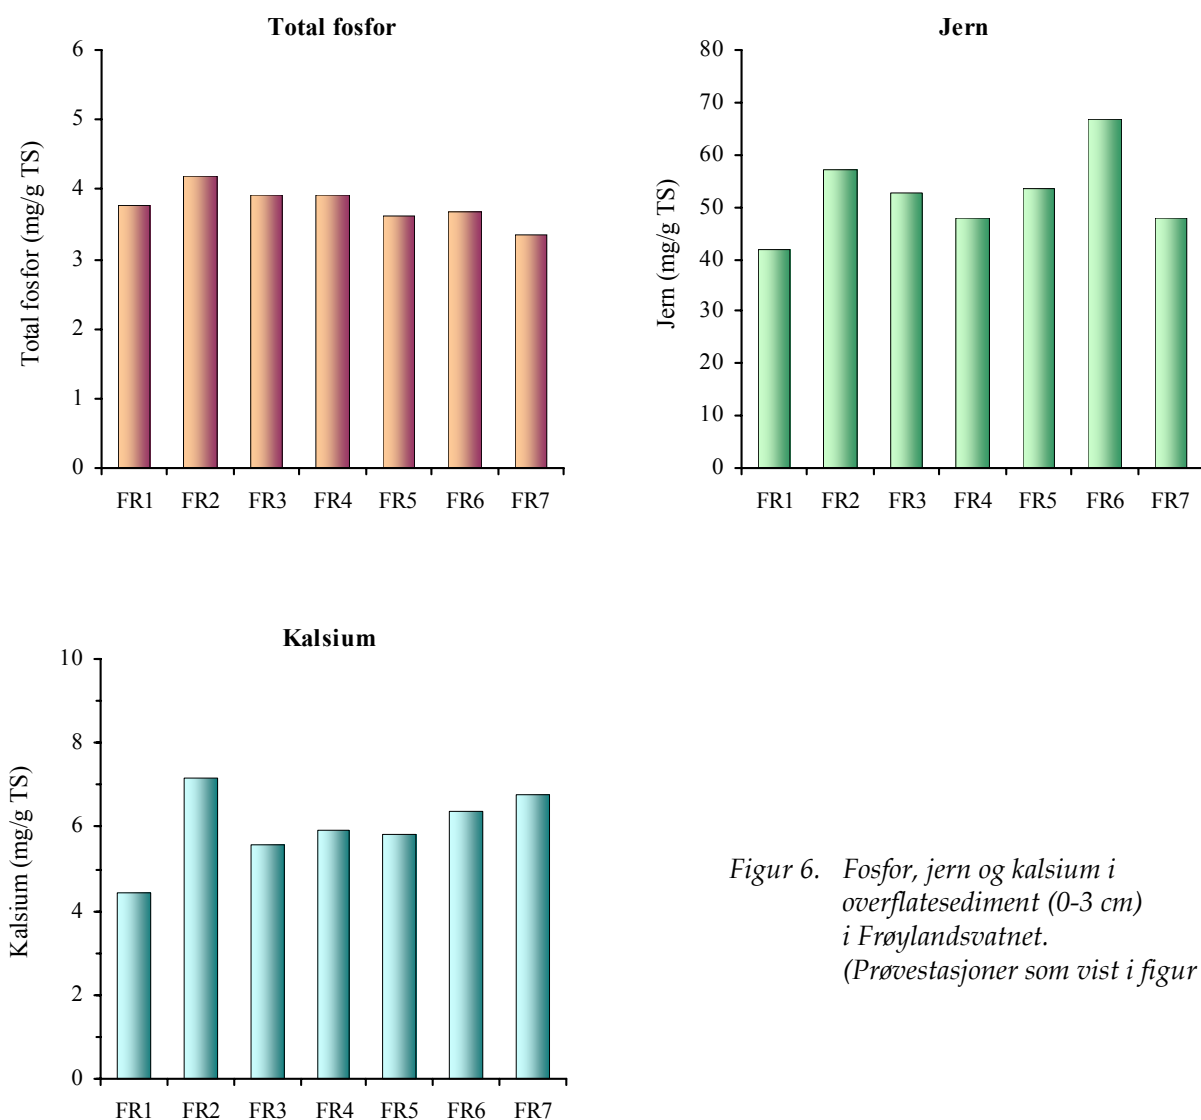 Total fosfor
Total fosfor (mg/g TS)
6
5
4
3
2
1
0
FR1 FR2 FR3 FR4 FR5 FR6 FR7
Jern
Jern (mg/g TS)
80
70
60
50
40
30
20
10
0
FR1 FR2 FR3 FR4 FR5 FR6 FR7
Kalsium
Kalsium (mg/g TS)
10
8
6
4
2
0
FR1 FR2 FR3 FR4 FR5 FR6 FR7
Figur 6. Fosfor, jern og kalsium i
overflatesediment (0-3 cm)
i Frøylandsvatnet.
(Prøvestasjoner som vist i figur